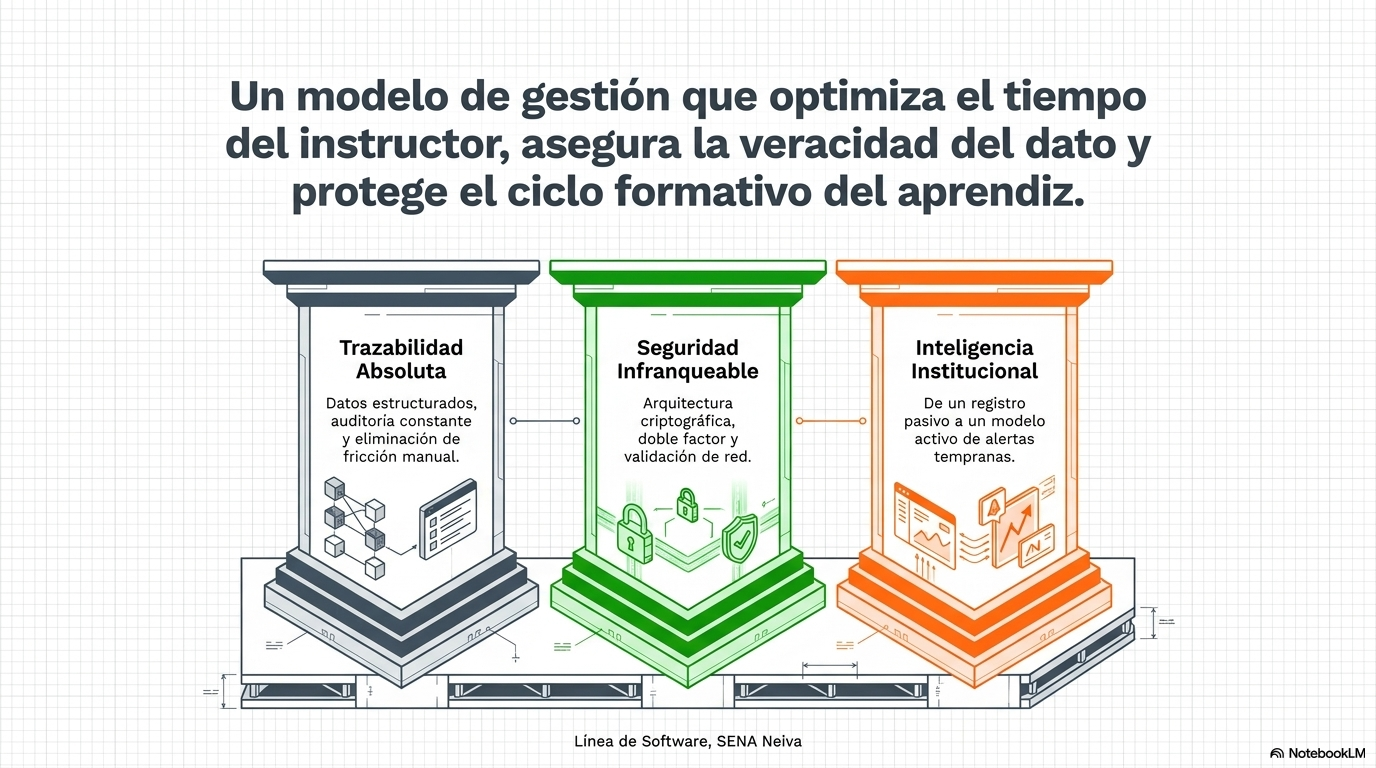 Un modelo de gestión que optimiza el tiempo
del instructor, asegura la veracidad del dato y
protege el ciclo formativo del aprendiz.
Trazabilidad
Absoluta
Datos estructurados,
auditoría constante
y eliminación de
fricción manual.
Seguridad
Infranqueable
Arquitectura
criptográfica,
doble factor y
validación de red.
Inteligencia
Institucional
De un registro
pasivo a un modelo
activo de alertas
tempranas.
Línea de Software, SENA Neiva
NotebookLM